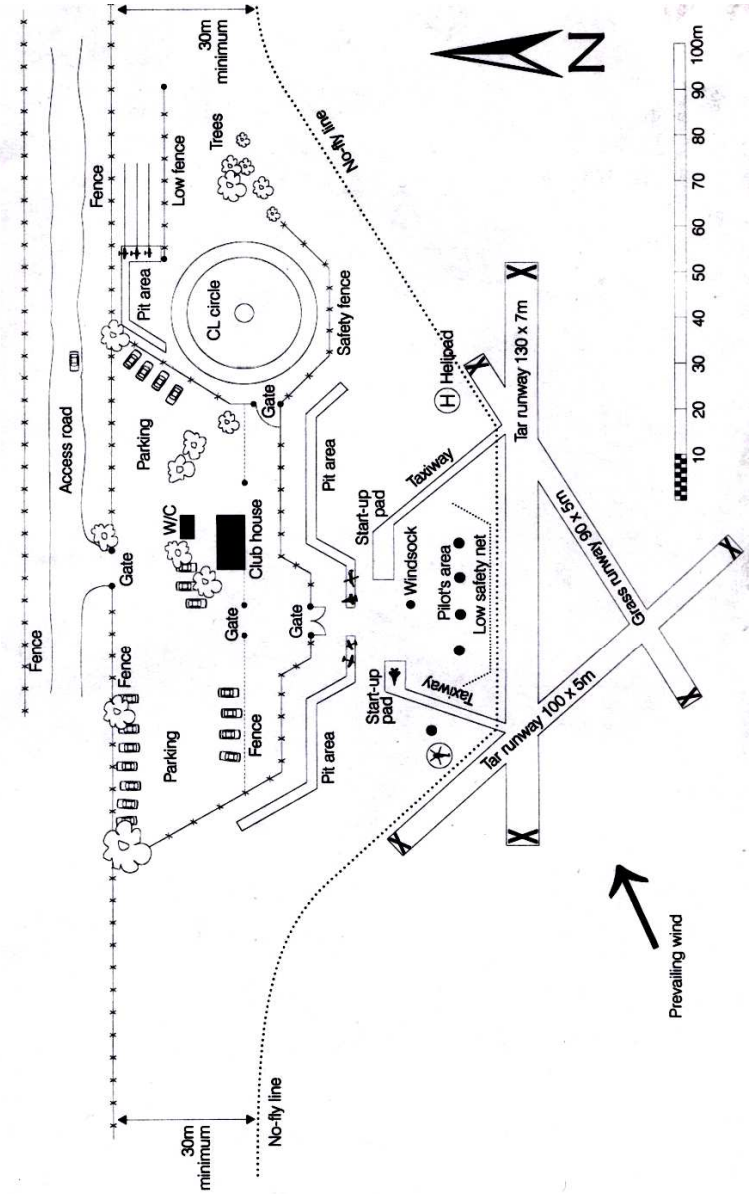 Fence
Access road
Fence
Gate
Fence
Parking
Parking
Pit area
Low fence
30m
minimum
30m
minimum
W/C
Club house
Gate
Fence
CL circle
Trees
No-fly line
Gate
Gate
Safety fence
Pit area
Pit area
No-fly line
Start-up
pad
Start-up
pad
Windsock
Taxiway
Taxiway
H Helipad
Pilot's area
Low safety net
N
Tar runway 100 x 5m
Tar runway 130 x 7m
Grass runway 90 x 5m
Prevailing wind
10 20 30 40 50 60 70 80 90 100m